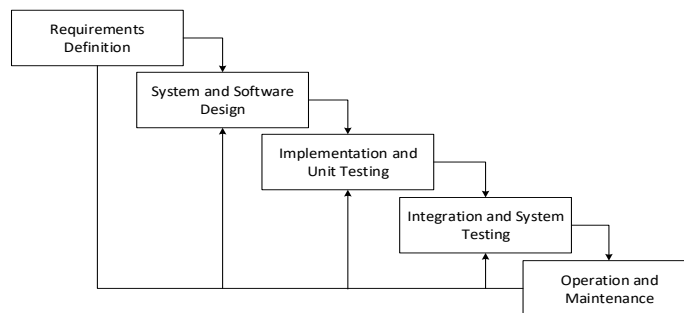 Requirements
Definition
System and Software
Design
Implementation and
Unit Testing
Integration and System
Testing
Operation and
Maintenance